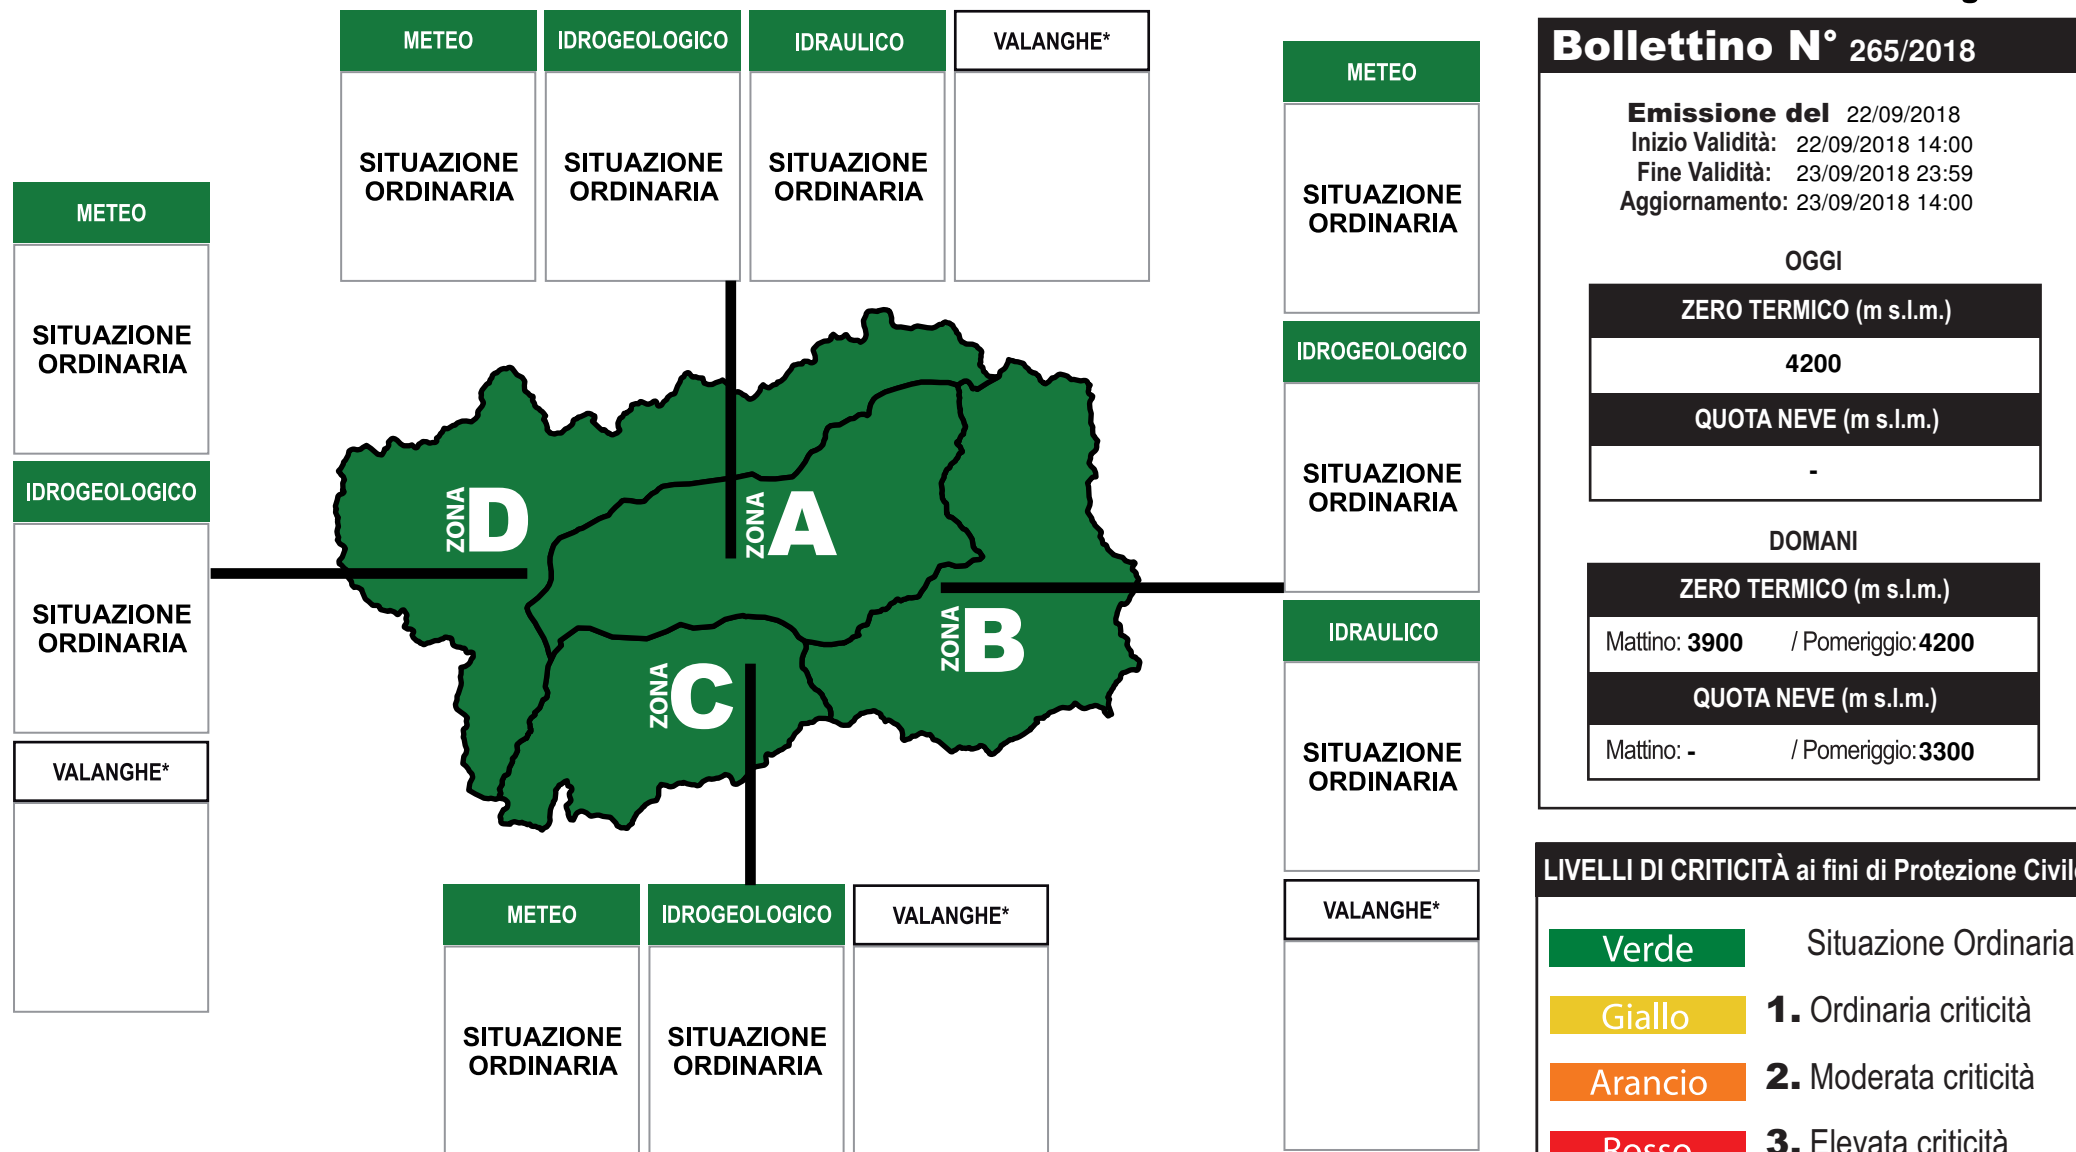 METEO IDROGEOLOGICO IDRAULICO VALANGHE*
SITUAZIONE ORDINARIA
SITUAZIONE ORDINARIA
SITUAZIONE ORDINARIA
METEO
SITUAZIONE
ORDINARIA
IDROGEOLOGICO
SITUAZIONE
ORDINARIA
VALANGHE*
ZONA D
ZONA A
ZONA B
ZONA C
METEO
SITUAZIONE
ORDINARIA
IDROGEOLOGICO
SITUAZIONE
ORDINARIA
IDRAULICO
SITUAZIONE
ORDINARIA
VALANGHE*
METEO IDROGEOLOGICO VALANGHE*
SITUAZIONE ORDINARIA
SITUAZIONE ORDINARIA
Bollettino N° 265/2018
Emissione del 22/09/2018
Inizio Validità: 22/09/2018 14:00
Fine Validità: 23/09/2018 23:59
Aggiornamento: 23/09/2018 14:00
OGGI
ZERO TERMICO (m s.l.m.)
4200
QUOTA NEVE (m s.l.m.)
-
DOMANI
ZERO TERMICO (m s.l.m.)
Mattino: 3900 / Pomeriggio: 4200
QUOTA NEVE (m s.l.m.)
Mattino: - / Pomeriggio: 3300
LIVELLI DI CRITICITÀ ai fini di Protezione Civile
Verde Situazione Ordinaria
Giallo 1. Ordinaria criticità
Arancio 2. Moderata criticità
Rosso 3. Elevata criticità